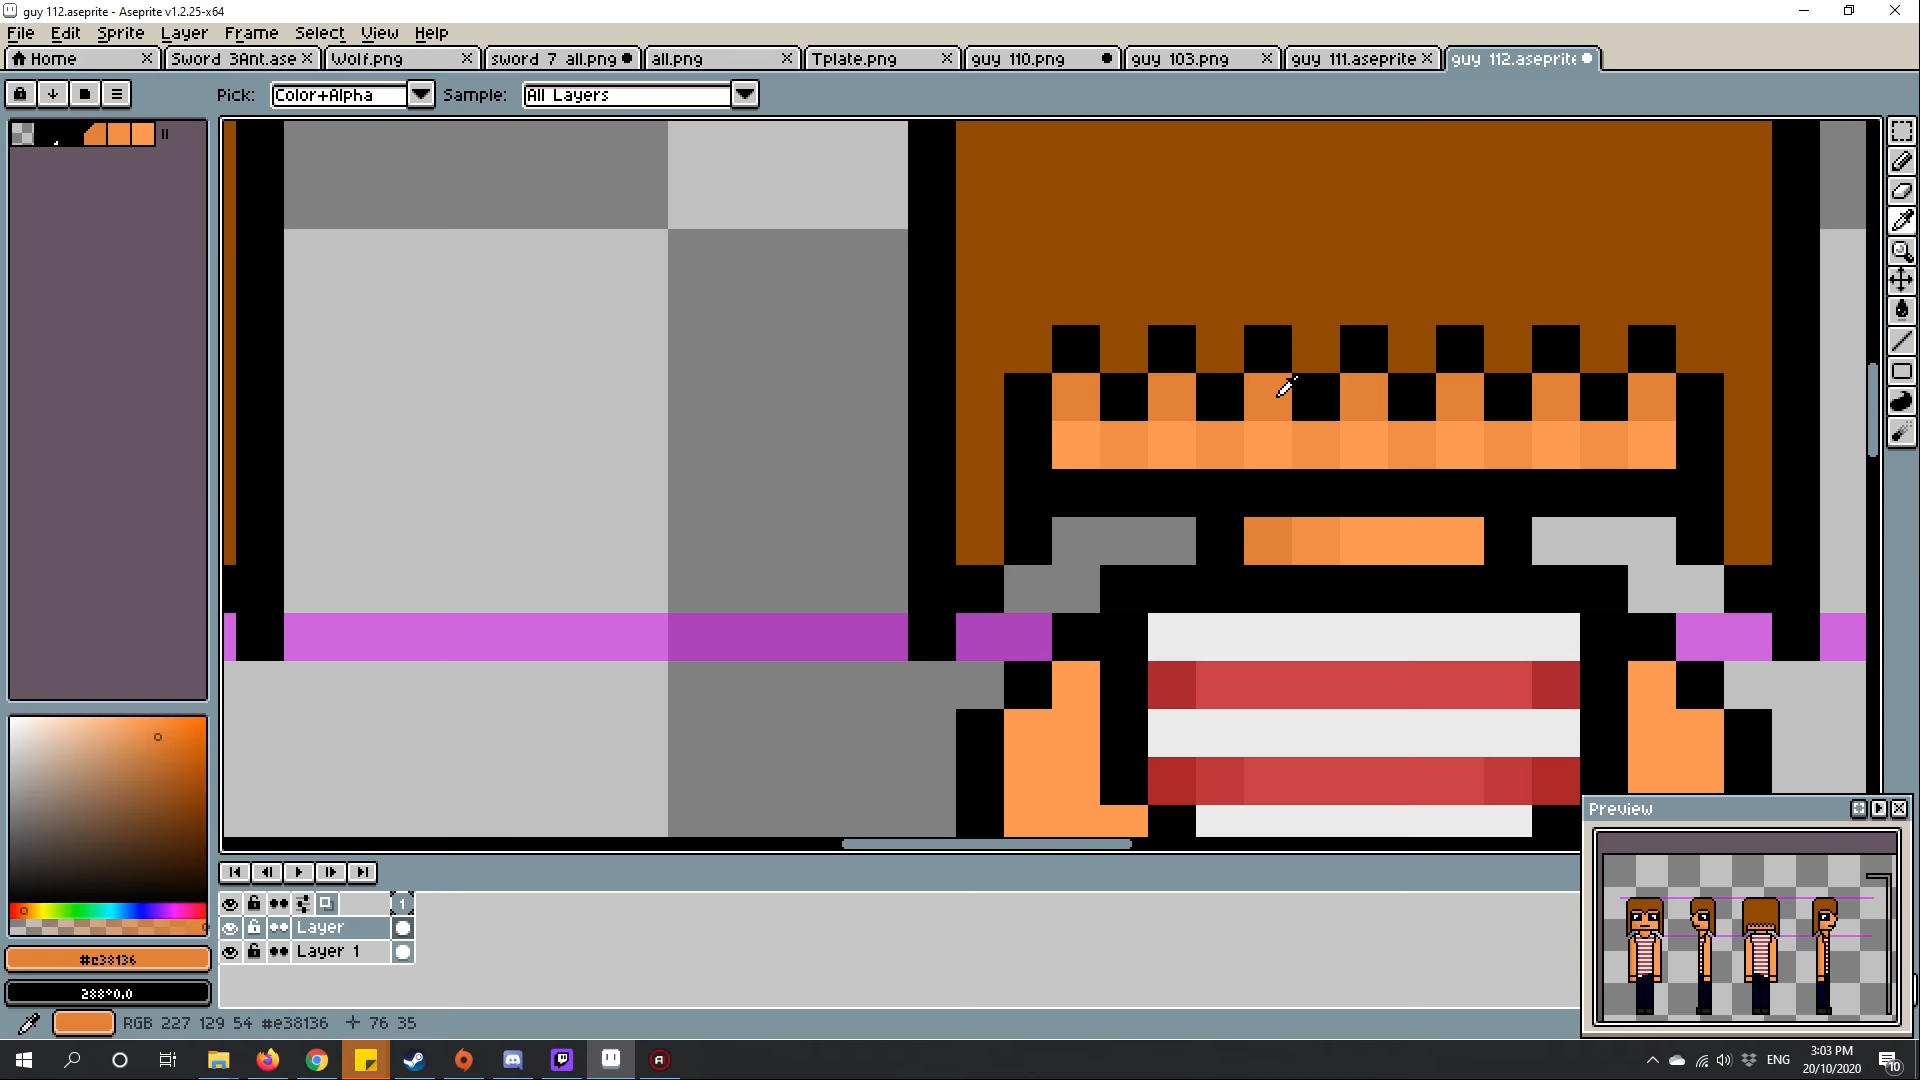 guy 112.aseprite - Aseprite v1.2.25-x64
File Edit Sprite Layer Frame Select View Help
Home Sword 3Ant.ase Wolf.png sword 7 all.png all.png Tplate.png guy 110.png guy 103.png guy 111.aseprite guy 112.aseprite
Pick: Color+Alpha Sample: All Layers
1
Layer
Layer 1
#e38136
288°0,0
RGB 227 129 54 #e38136 76 35
Preview
ENG
3:03 PM
20/10/2020
10